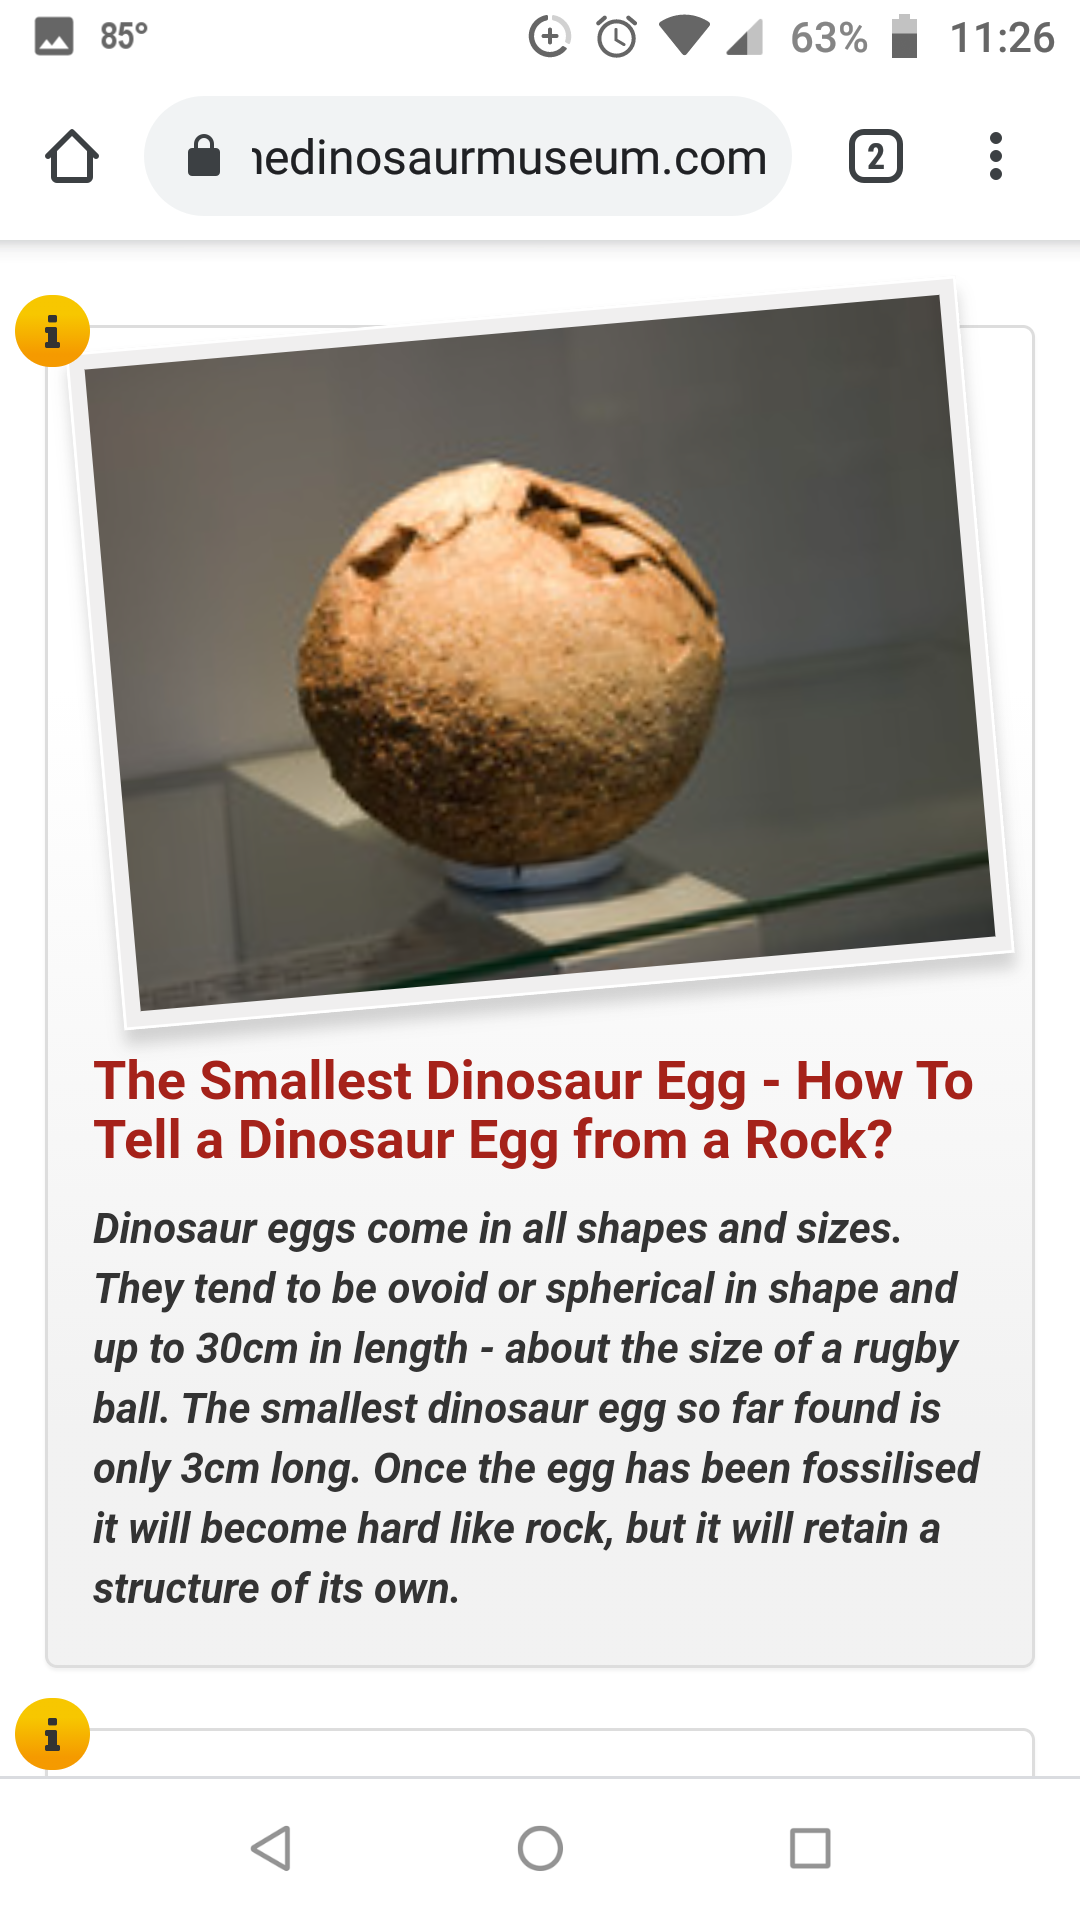 85°
63%
11:26
nedinosaurmuseum.com
2
The Smallest Dinosaur Egg - How To
Tell a Dinosaur Egg from a Rock?
Dinosaur eggs come in all shapes and sizes.
They tend to be ovoid or spherical in shape and
up to 30cm in length - about the size of a rugby
ball. The smallest dinosaur egg so far found is
only 3cm long. Once the egg has been fossilised
it will become hard like rock, but it will retain a
structure of its own.